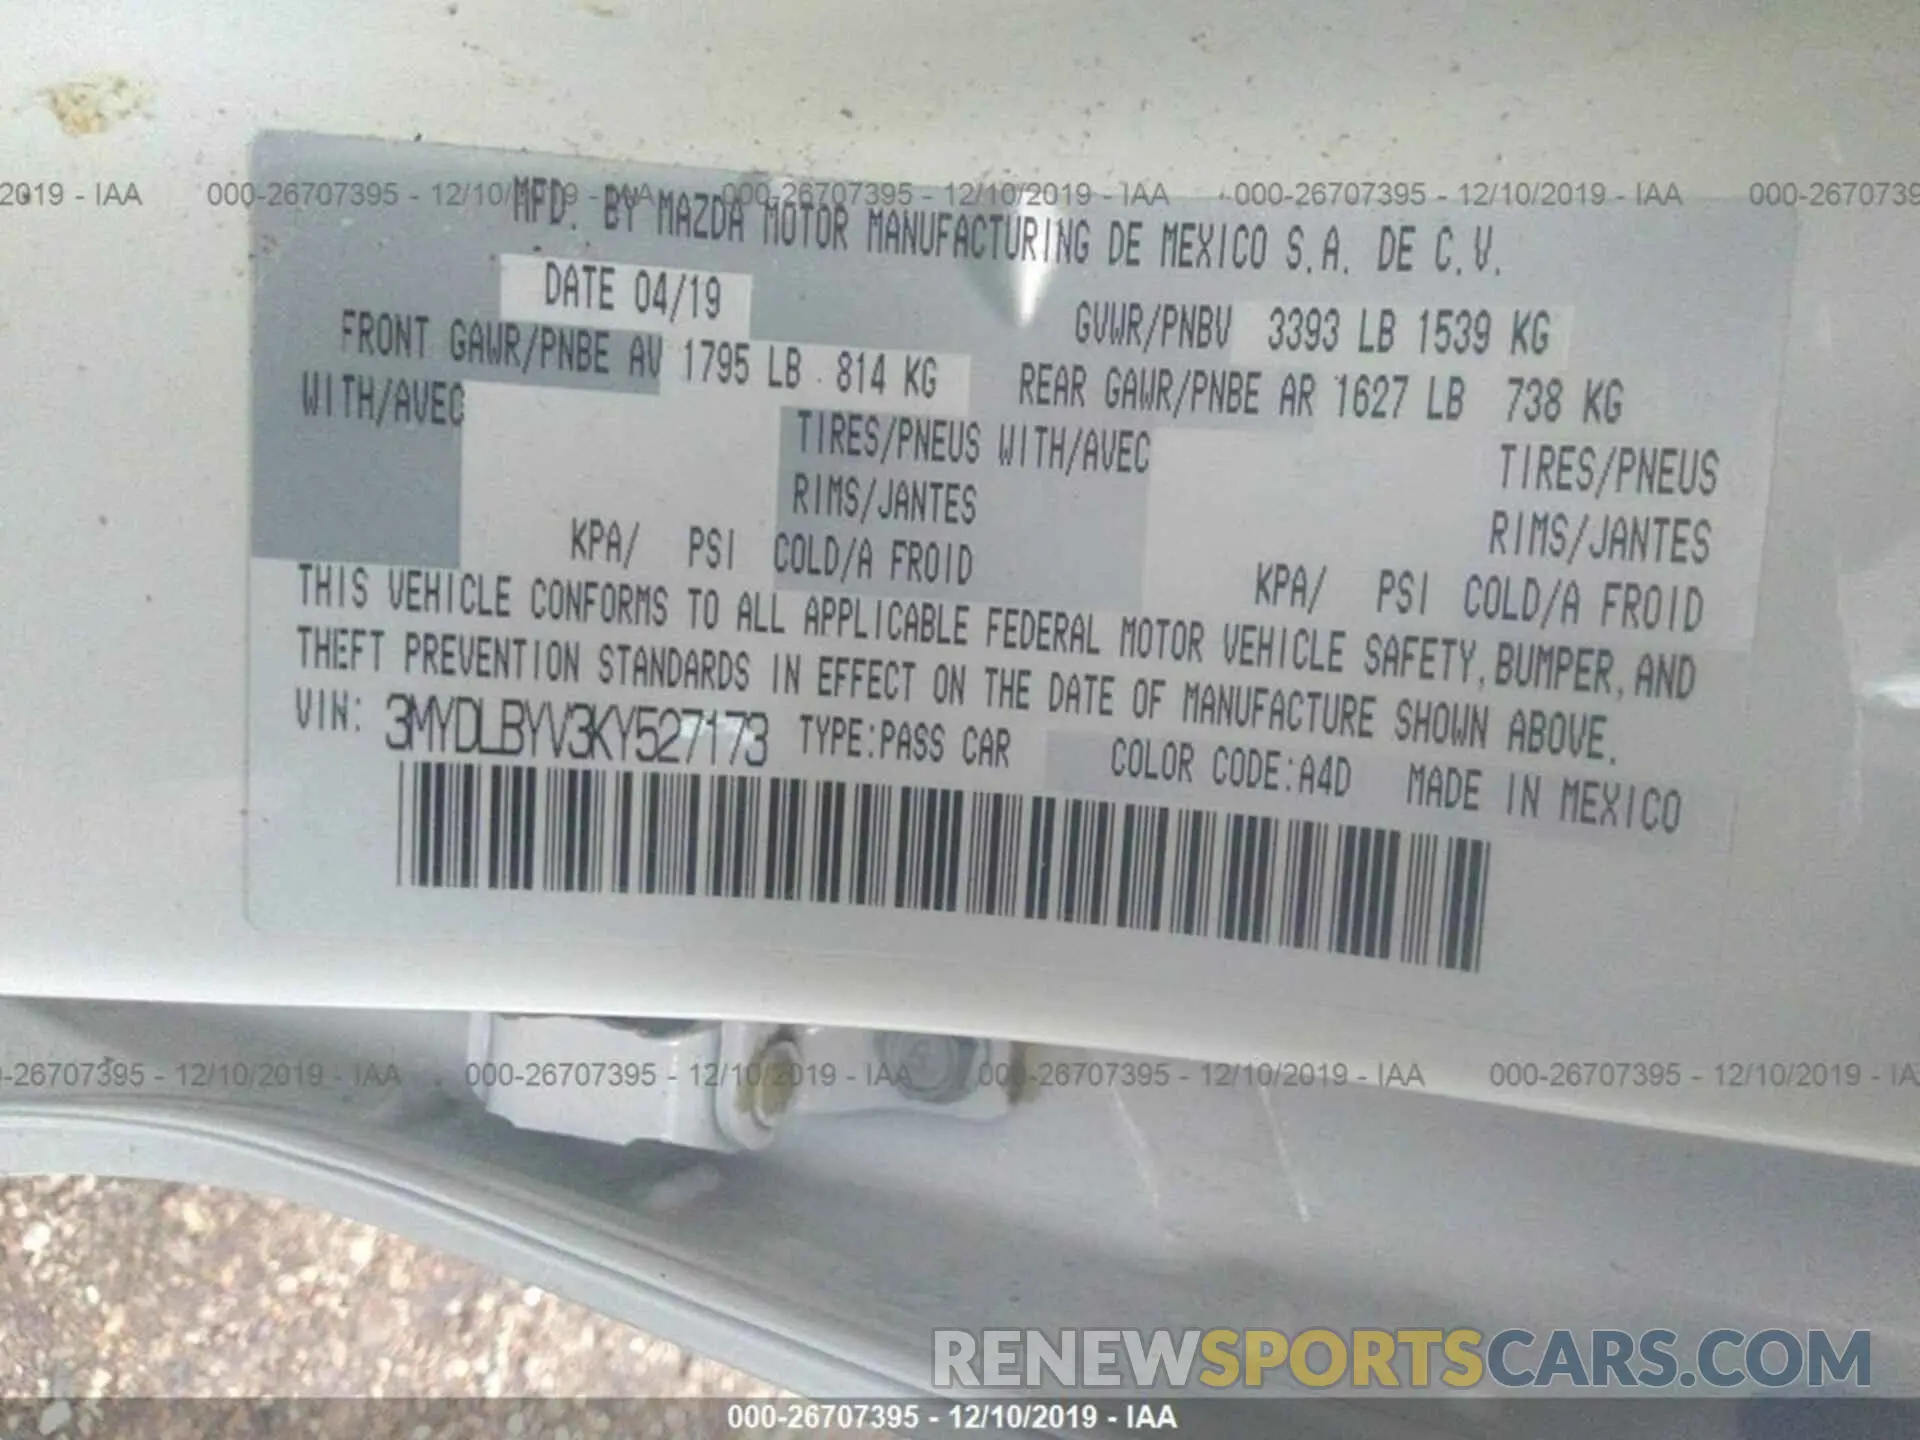 2019 - IAA 000-26707395 - 12/10/2019 - IAA 000-26707395 - 12/10/2019 - IAA 000-26707395 - 12/10/2019 - IAA 000-2670739
MFD. BY MAZDA MOTOR MANUFACTURING DE MEXICO S.A. DE C.V.
DATE 04/19 GVWR/PNBV 3393 LB 1539 KG
FRONT GAWR/PNBE AV 1795 LB 814 KG REAR GAWR/PNBE AR 1627 LB 738 KG
WITH/AVEC TIRES/PNEUS WITH/AVEC TIRES/PNEUS
RIMS/JANTES RIMS/JANTES
KPA/ PSI COLD/A FROID KPA/ PSI COLD/A FROID
THIS VEHICLE CONFORMS TO ALL APPLICABLE FEDERAL MOTOR VEHICLE SAFETY, BUMPER, AND
THEFT PREVENTION STANDARDS IN EFFECT ON THE DATE OF MANUFACTURE SHOWN ABOVE.
VIN: 3MYDLBYV3KY527173 TYPE:PASS CAR COLOR CODE:A4D MADE IN MEXICO
-26707395 - 12/10/2019 - IAA 000-26707395 - 12/10/2019 - IAA 000-26707395 - 12/10/2019 - IAA 000-26707395 - 12/10/2019 - IA
RENEWSPORTSCARS.COM
000-26707395 - 12/10/2019 - IAA